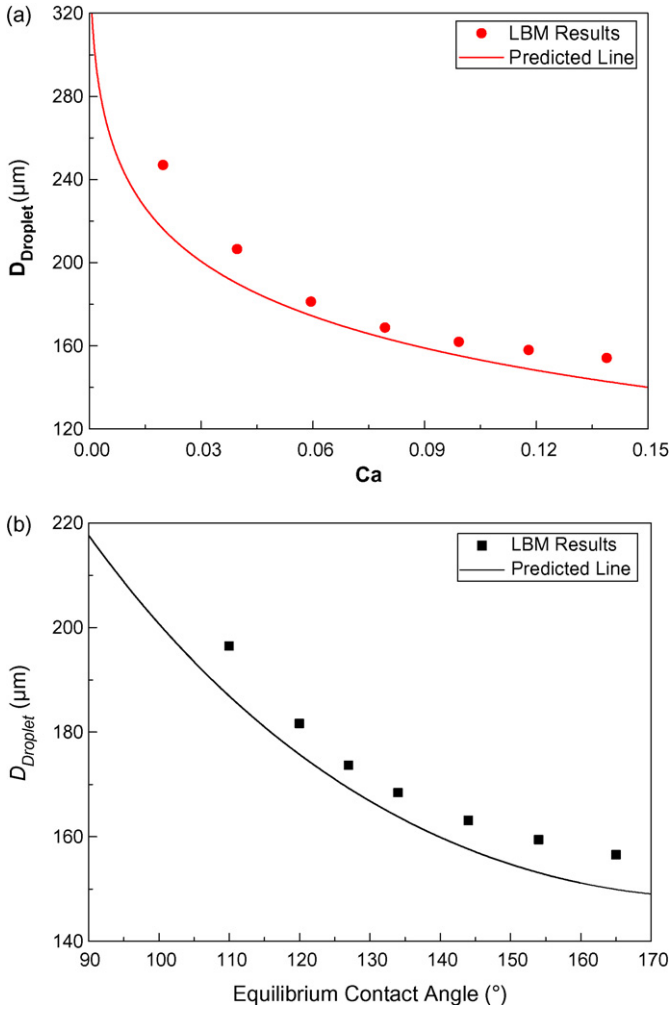 (a)
320
280
240
200
160
120
D_Droplet (µm)
LBM Results
Predicted Line
0.00 0.03 0.06 0.09 0.12 0.15
Ca
(b)
220
200
180
160
140
D_Droplet (µm)
LBM Results
Predicted Line
90 100 110 120 130 140 150 160 170
Equilibrium Contact Angle (°)